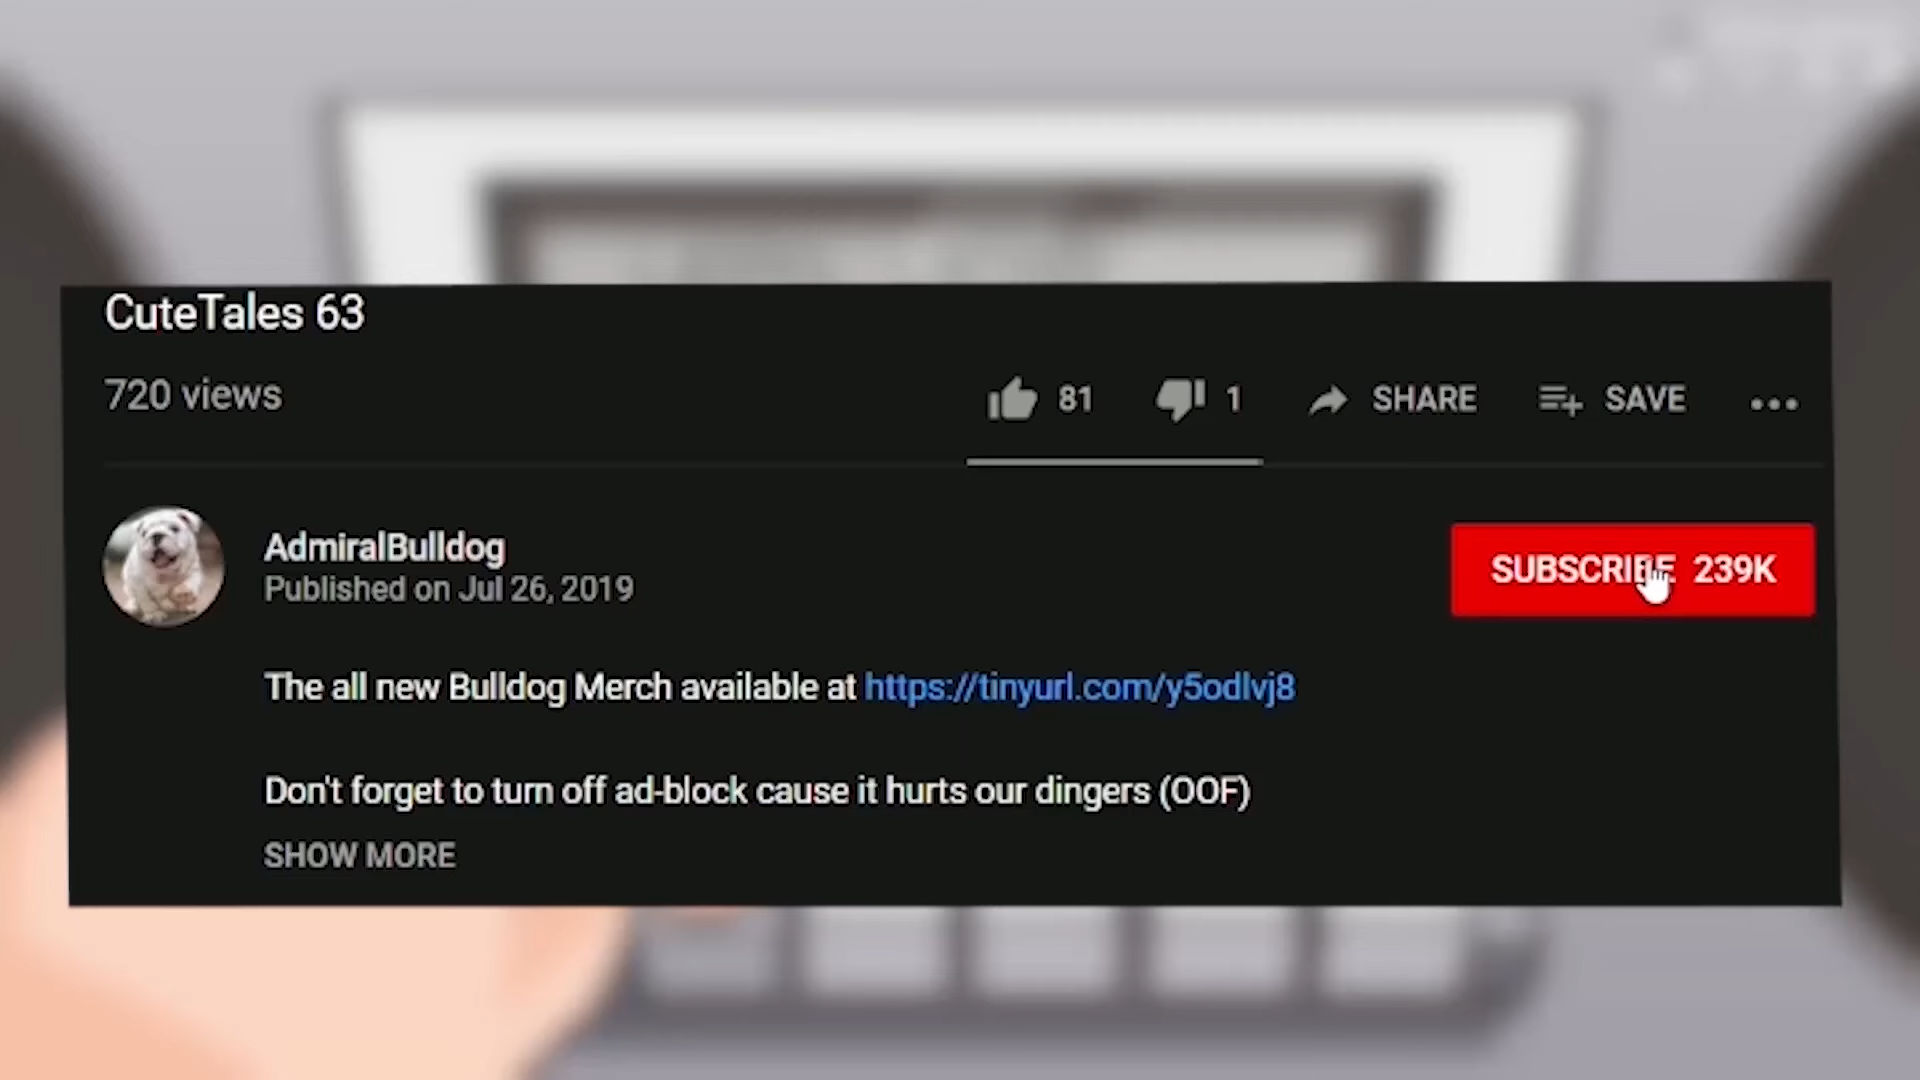 CuteTales 63
720 views
81
1
SHARE
SAVE
AdmiralBulldog
Published on Jul 26, 2019
SUBSCRIBE 239K
The all new Bulldog Merch available at https://tinyurl.com/y5odlvj8
Don't forget to turn off ad-block cause it hurts our dingers (OOF)
SHOW MORE